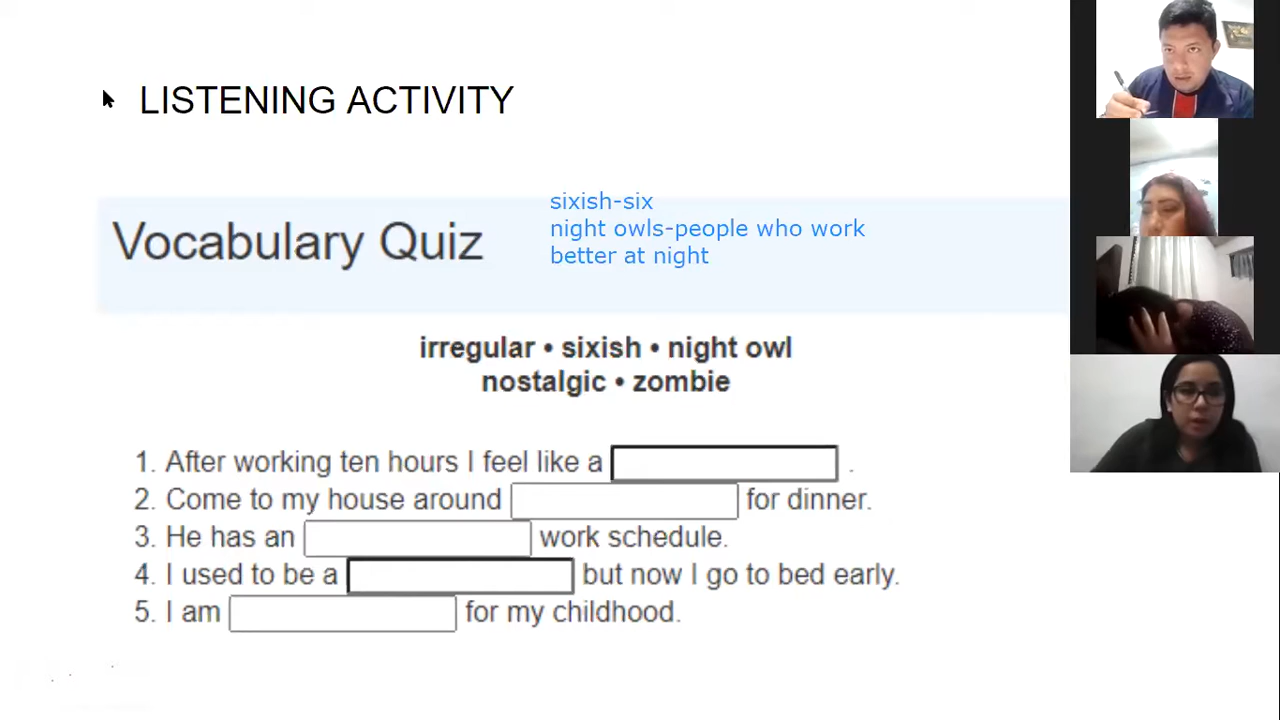 LISTENING ACTIVITY
Vocabulary Quiz
sixish-six
night owls-people who work
better at night
irregular • sixish • night owl
nostalgic • zombie
1. After working ten hours I feel like a .
2. Come to my house around for dinner.
3. He has an work schedule.
4. I used to be a but now I go to bed early.
5. I am for my childhood.